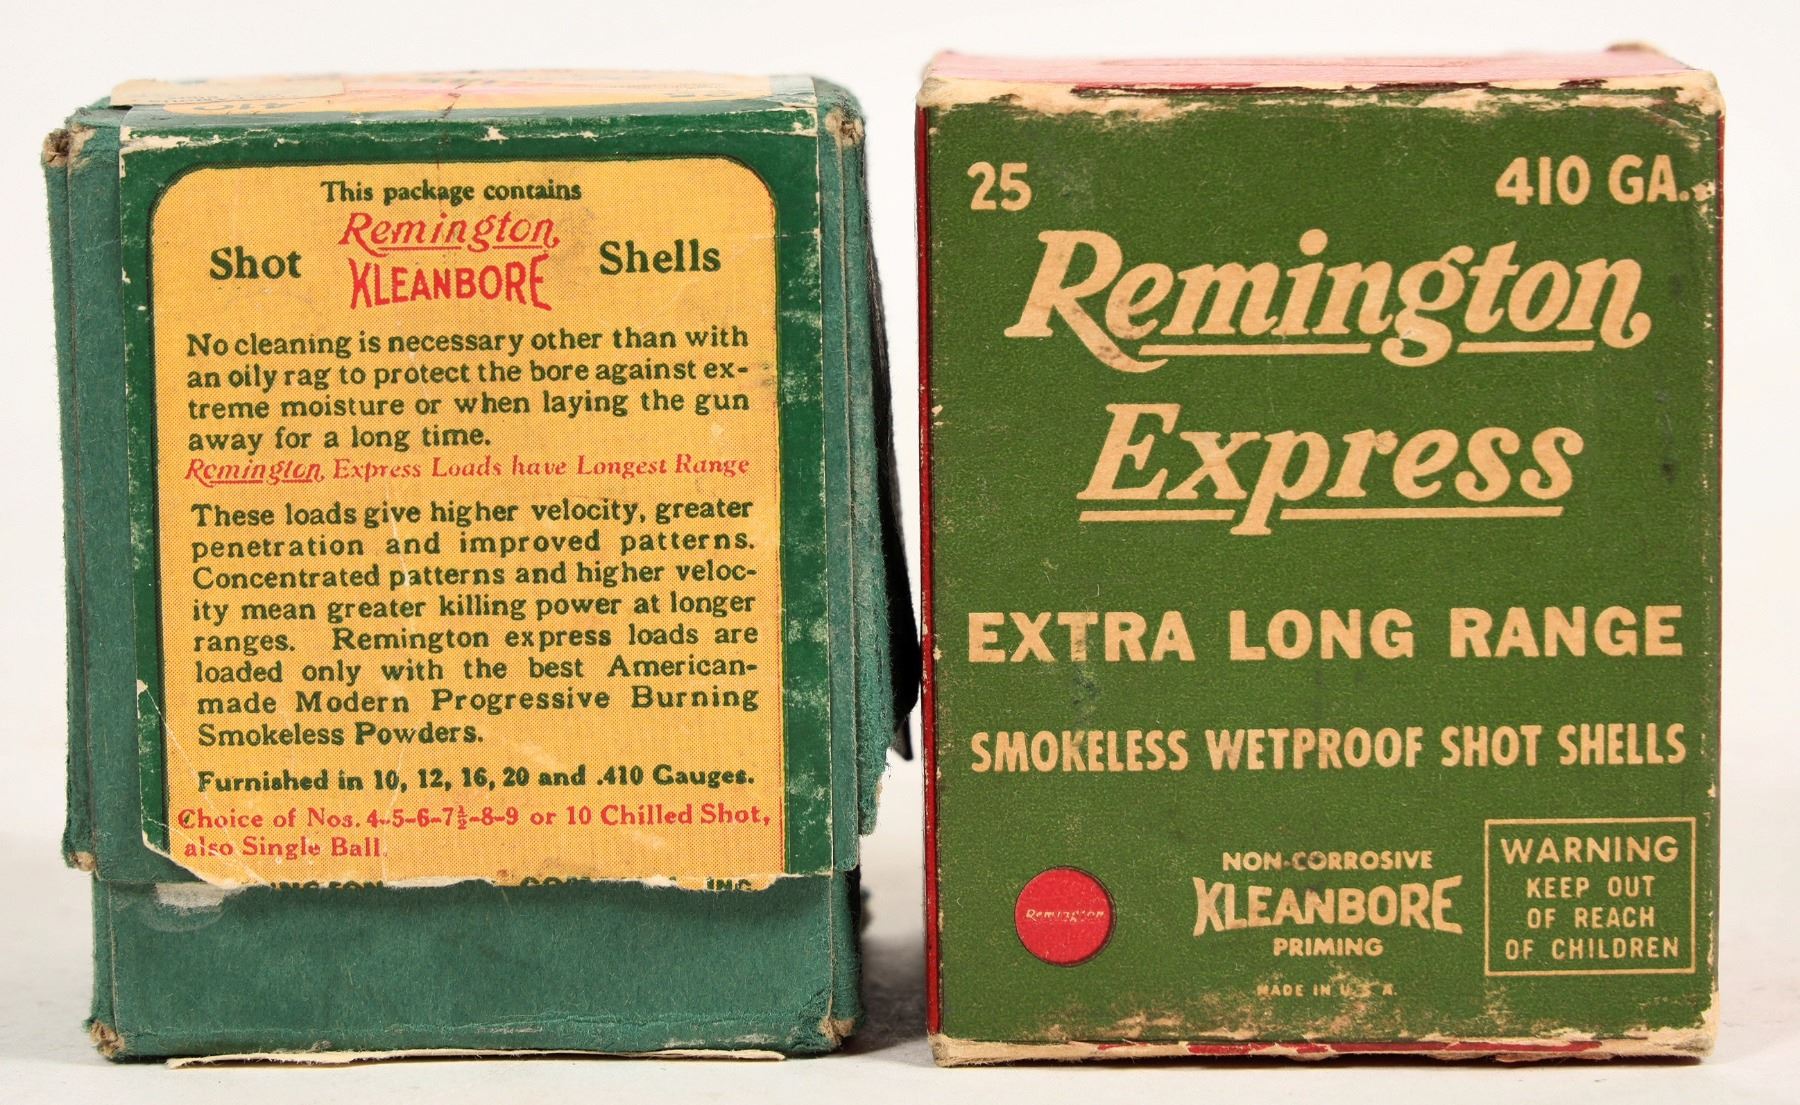 .410
This package contains
Remington
Shot KLEANBORE Shells
No cleaning is necessary other than with
an oily rag to protect the bore against ex-
treme moisture or when laying the gun
away for a long time.
Remington Express Loads have Longest Range
These loads give higher velocity, greater
penetration and improved patterns.
Concentrated patterns and higher veloc-
ity mean greater killing power at longer
ranges. Remington express loads are
loaded only with the best American-
made Modern Progressive Burning
Smokeless Powders.
Furnished in 10, 12, 16, 20 and .410 Gauges.
Choice of Nos. 4-5-6-7½-8-9 or 10 Chilled Shot,
also Single Ball.
25 410 GA.
Remington
Express
EXTRA LONG RANGE
SMOKELESS WETPROOF SHOT SHELLS
Remington
NON-CORROSIVE
KLEANBORE
PRIMING
MADE IN U.S.A.
WARNING
KEEP OUT
OF REACH
OF CHILDREN